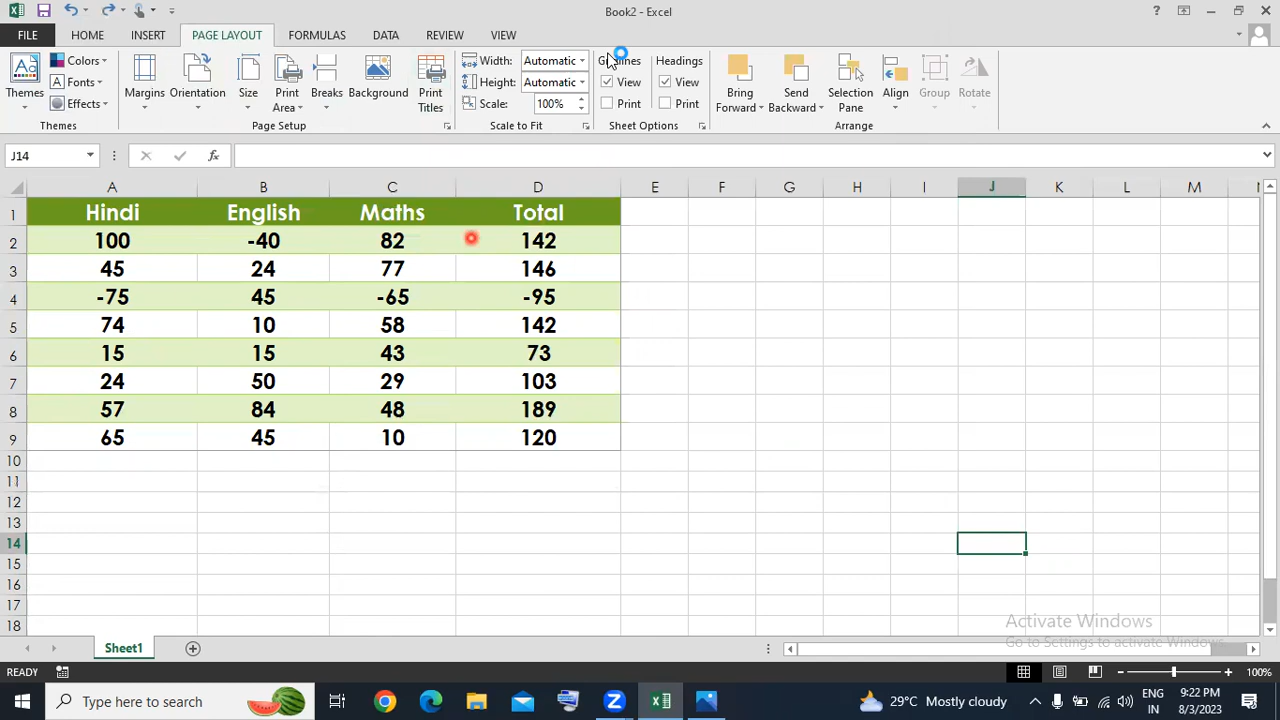 Book2 - Excel
FILE HOME INSERT PAGE LAYOUT FORMULAS DATA REVIEW VIEW
Themes
Colors
Fonts
Effects
Themes
Margins Orientation Size Print Area Breaks Background Print Titles
Page Setup
Width: Automatic
Height: Automatic
Scale: 100%
Scale to Fit
Gridlines Headings
View View
Print Print
Sheet Options
Bring Forward Send Backward Selection Pane Align Group Rotate
Arrange
J14 fx
A B C D E F G H I J K L M
1 Hindi English Maths Total
2 100 -40 82 142
3 45 24 77 146
4 -75 45 -65 -95
5 74 10 58 142
6 15 15 43 73
7 24 50 29 103
8 57 84 48 189
9 65 45 10 120
10
11
12
13
14
15
16
17
18
Activate Windows
Go to Settings to activate Windows.
Sheet1
READY 100%
Type here to search
29°C Mostly cloudy
ENG
IN
9:22 PM
8/3/2023